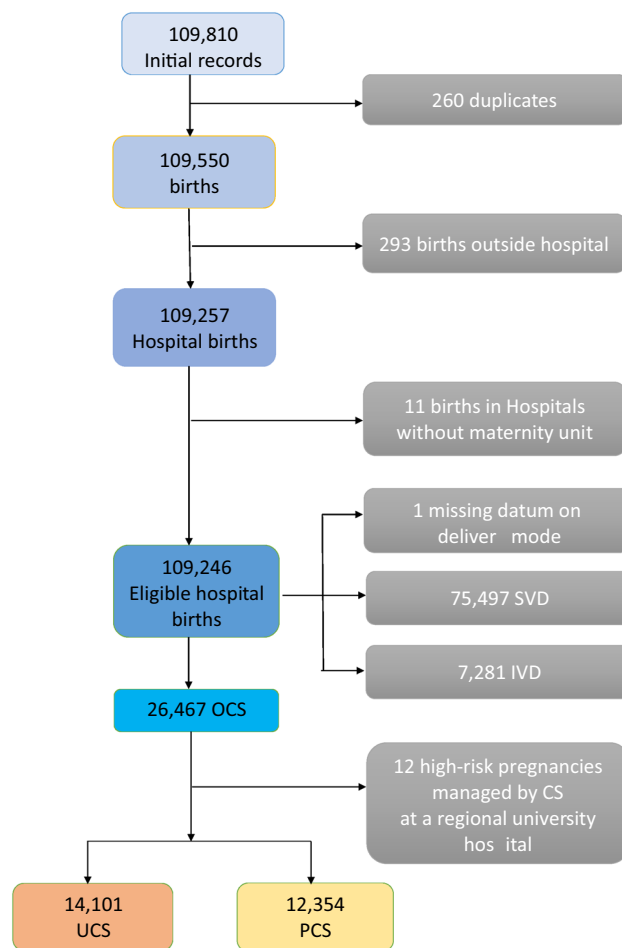 109,810
Initial records
260 duplicates
109,550
births
293 births outside hospital
109,257
Hospital births
11 births in Hospitals
without maternity unit
1 missing datum on
deliver mode
109,246
Eligible hospital
births
75,497 SVD
7,281 IVD
26,467 OCS
12 high-risk pregnancies
managed by CS
at a regional university
hos ital
14,101
UCS
12,354
PCS